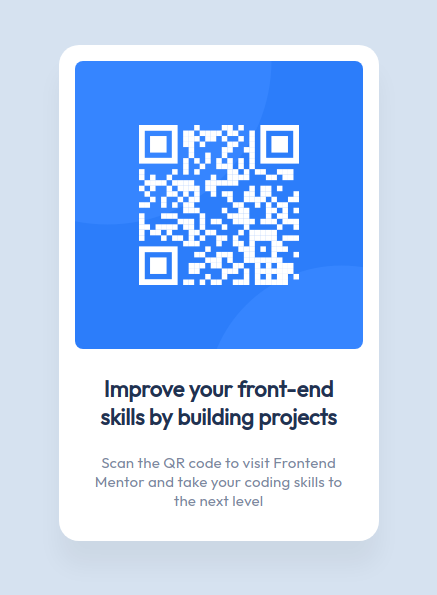 Improve your front-end
skills by building projects
Scan the QR code to visit Frontend
Mentor and take your coding skills to
the next level